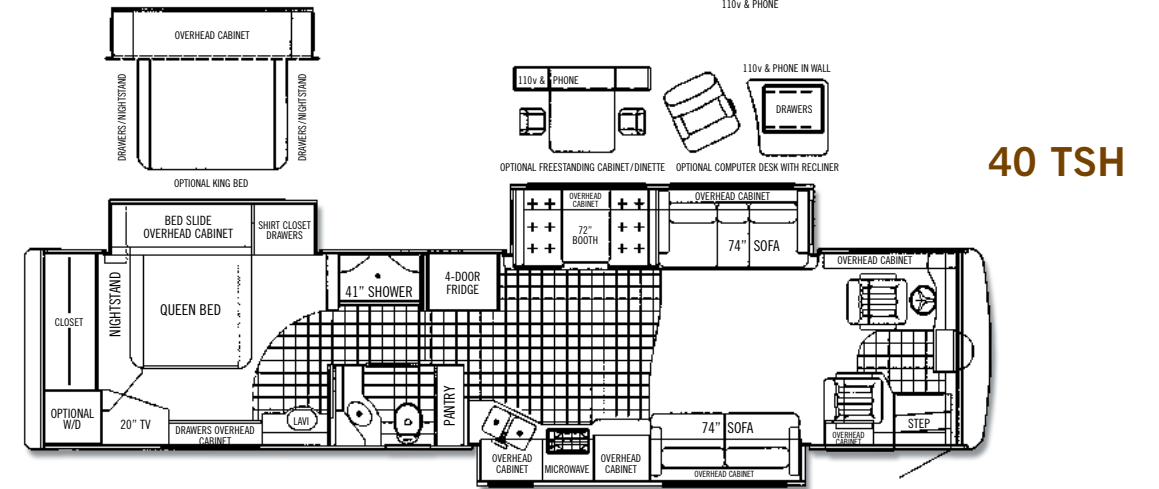 110v & PHONE
OVERHEAD CABINET
DRAWERS/NIGHTSTAND
DRAWERS/NIGHTSTAND
OPTIONAL KING BED
110v & PHONE
OPTIONAL FREESTANDING CABINET/DINETTE
110v & PHONE IN WALL
DRAWERS
OPTIONAL COMPUTER DESK WITH RECLINER
40 TSH
BED SLIDE
OVERHEAD CABINET
SHIRT CLOSET
DRAWERS
OVERHEAD
CABINET
72"
BOOTH
OVERHEAD CABINET
74" SOFA
OVERHEAD CABINET
CLOSET
NIGHTSTAND
QUEEN BED
41" SHOWER
4-DOOR
FRIDGE
OPTIONAL
W/D
20" TV
DRAWERS OVERHEAD
CABINET
LAVI
PANTRY
OVERHEAD
CABINET
MICROWAVE
OVERHEAD
CABINET
74" SOFA
OVERHEAD CABINET
OVERHEAD
CABINET
STEP